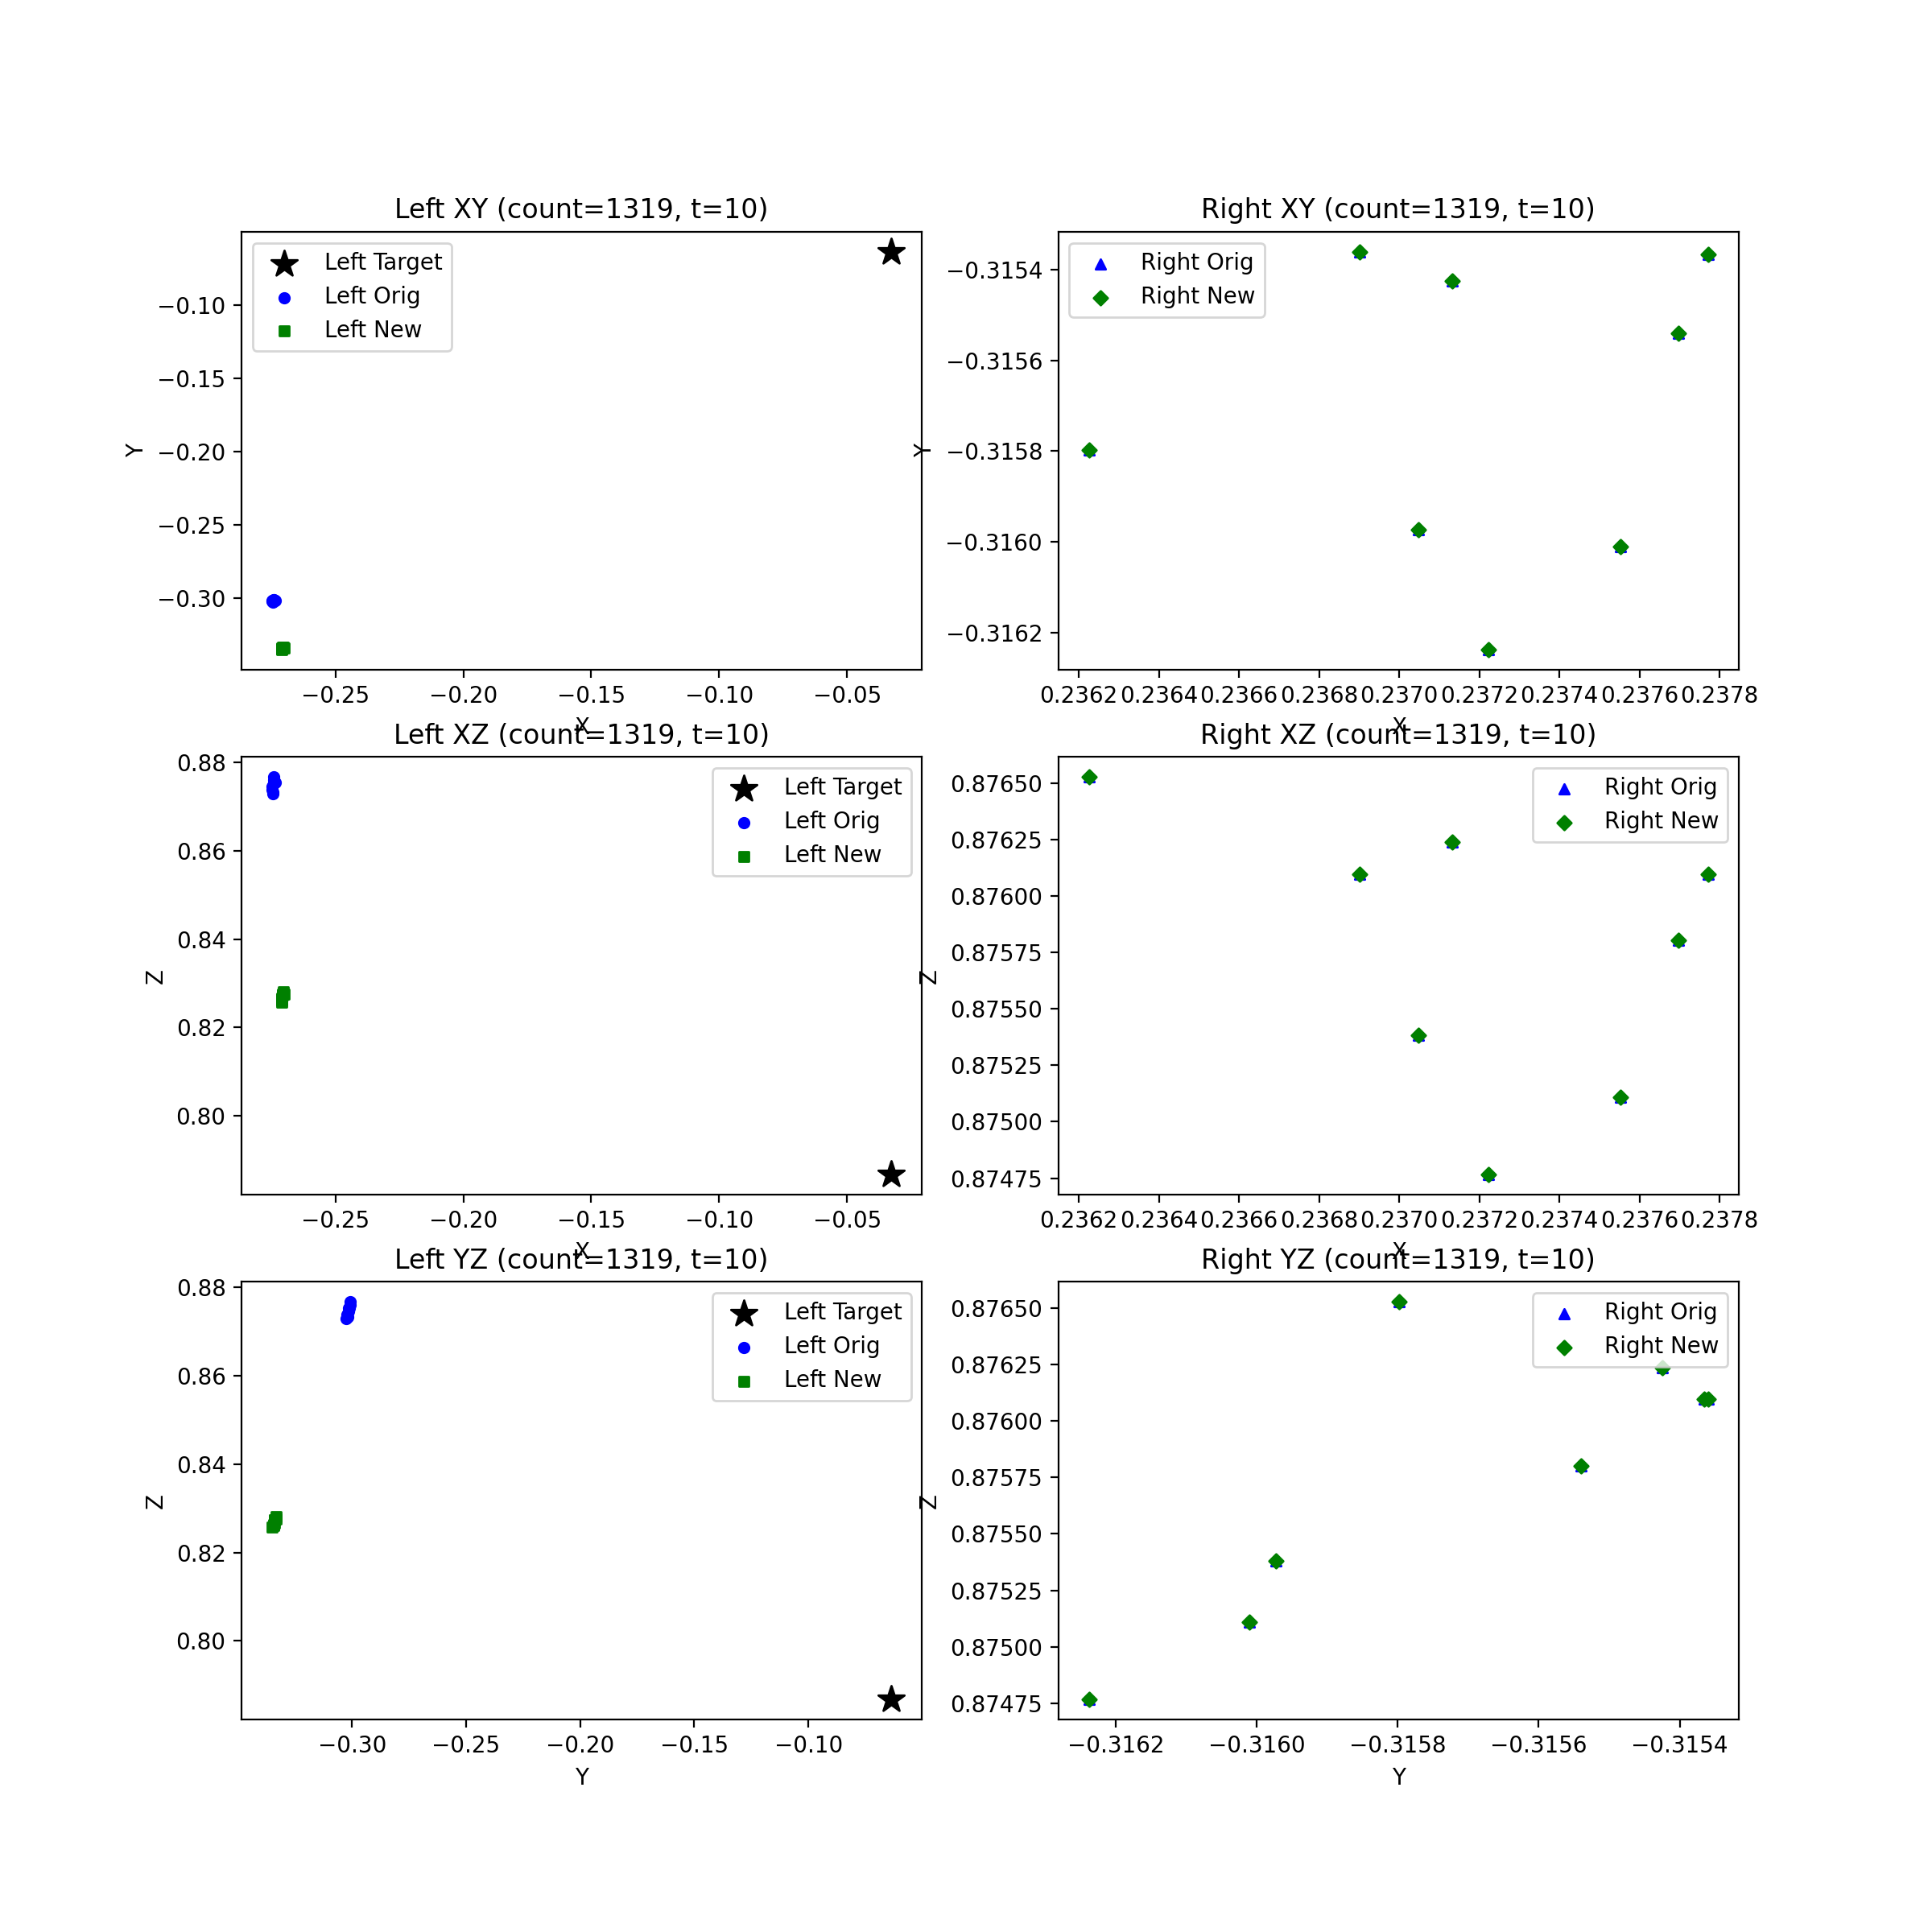 Left XY (count=1319, t=10)
Left Target
Left Orig
Left New
−0.10
−0.15
−0.20
−0.25
−0.30
Y
−0.25
−0.20
−0.15
−0.10
−0.05
X
Right XY (count=1319, t=10)
Right Orig
Right New
−0.3154
−0.3156
−0.3158
−0.3160
−0.3162
Y
0.2362
0.2364
0.2366
0.2368
0.2370
0.2372
0.2374
0.2376
0.2378
X
Left XZ (count=1319, t=10)
Left Target
Left Orig
Left New
0.88
0.86
0.84
0.82
0.80
Z
−0.25
−0.20
−0.15
−0.10
−0.05
X
Right XZ (count=1319, t=10)
Right Orig
Right New
0.87650
0.87625
0.87600
0.87575
0.87550
0.87525
0.87500
0.87475
Z
0.2362
0.2364
0.2366
0.2368
0.2370
0.2372
0.2374
0.2376
0.2378
X
Left YZ (count=1319, t=10)
Left Target
Left Orig
Left New
0.88
0.86
0.84
0.82
0.80
Z
−0.30
−0.25
−0.20
−0.15
−0.10
Y
Right YZ (count=1319, t=10)
Right Orig
Right New
0.87650
0.87625
0.87600
0.87575
0.87550
0.87525
0.87500
0.87475
Z
−0.3162
−0.3160
−0.3158
−0.3156
−0.3154
Y